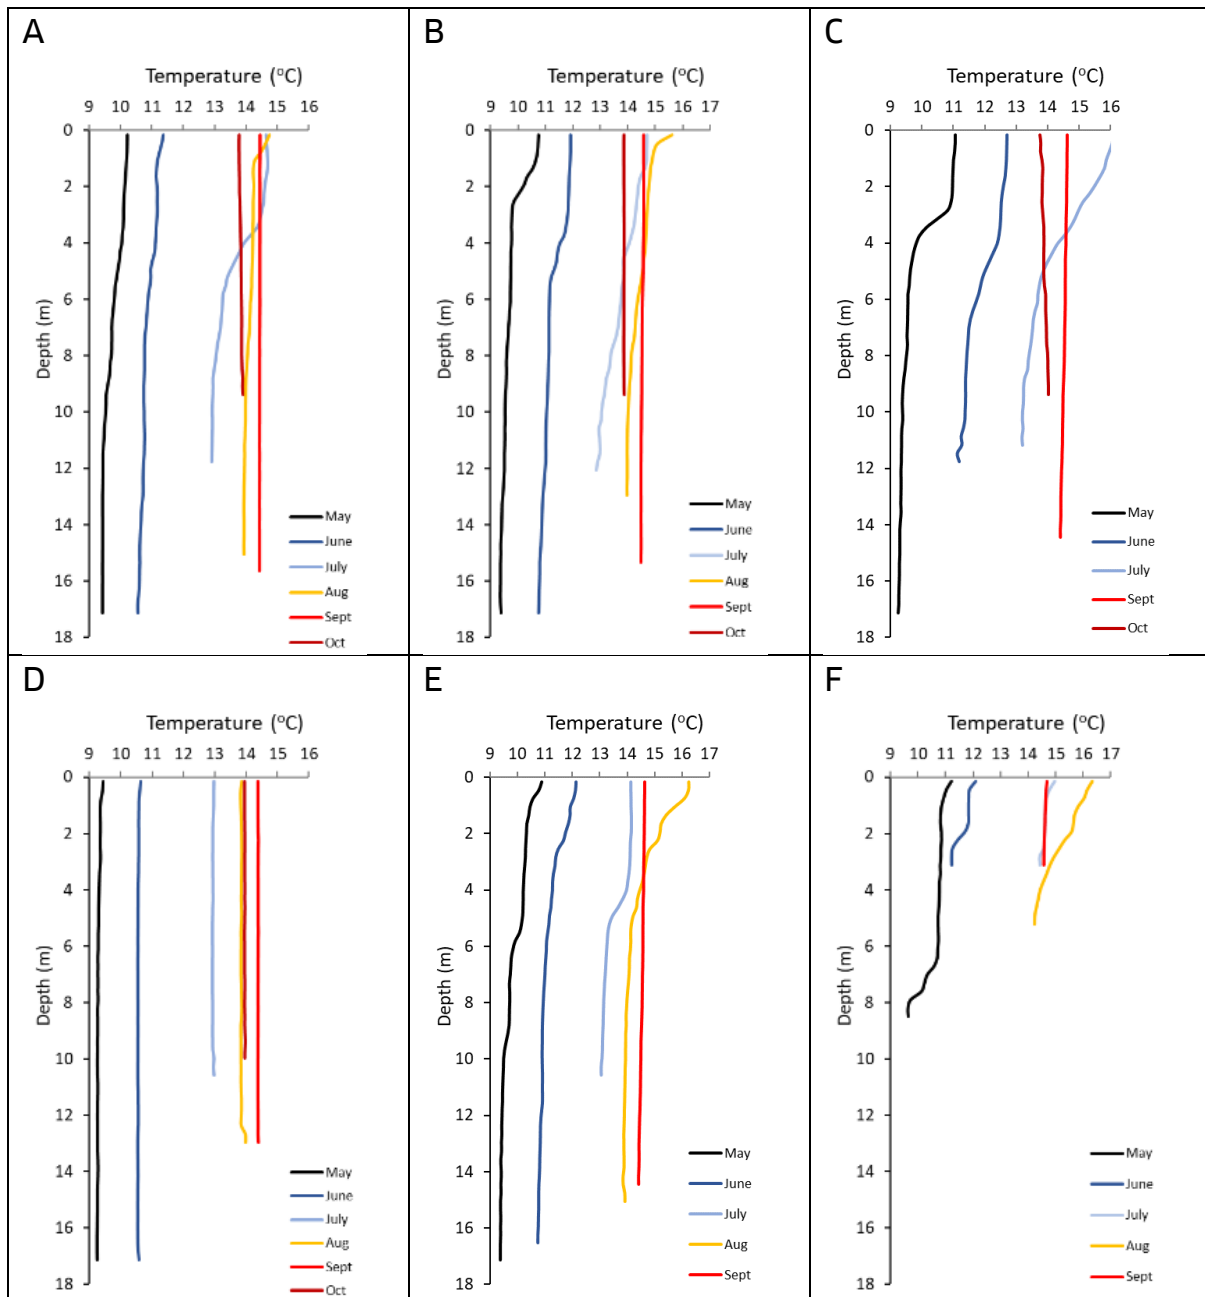 A
Temperature (°C)
9 10 11 12 13 14 15 16
0
2
4
6
8
10
12
14
16
18
Depth (m)
May
June
July
Aug
Sept
Oct
B
Temperature (°C)
9 10 11 12 13 14 15 16 17
0
2
4
6
8
10
12
14
16
18
Depth (m)
May
June
July
Aug
Sept
Oct
C
Temperature (°C)
9 10 11 12 13 14 15 16
0
2
4
6
8
10
12
14
16
18
Depth (m)
May
June
July
Sept
Oct
D
Temperature (°C)
9 10 11 12 13 14 15 16
0
2
4
6
8
10
12
14
16
18
Depth (m)
May
June
July
Aug
Sept
Oct
E
Temperature (°C)
9 10 11 12 13 14 15 16 17
0
2
4
6
8
10
12
14
16
18
Depth (m)
May
June
July
Aug
Sept
F
Temperature (°C)
9 10 11 12 13 14 15 16 17
0
2
4
6
8
10
12
14
16
18
Depth (m)
May
June
July
Aug
Sept